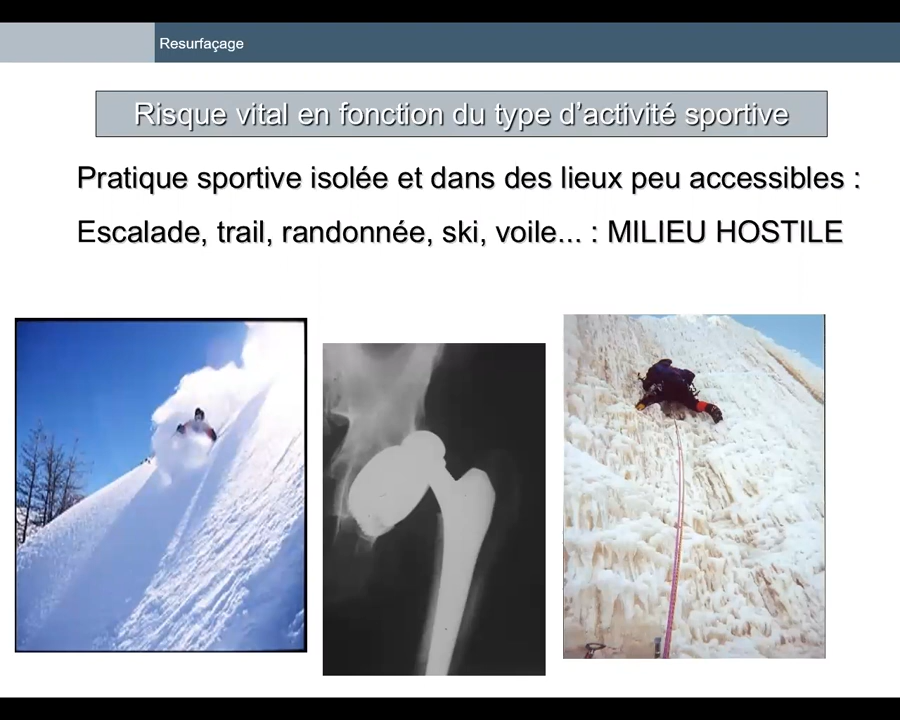 Resurfaçage
Risque vital en fonction du type d’activité sportive
Pratique sportive isolée et dans des lieux peu accessibles :
Escalade, trail, randonnée, ski, voile... : MILIEU HOSTILE